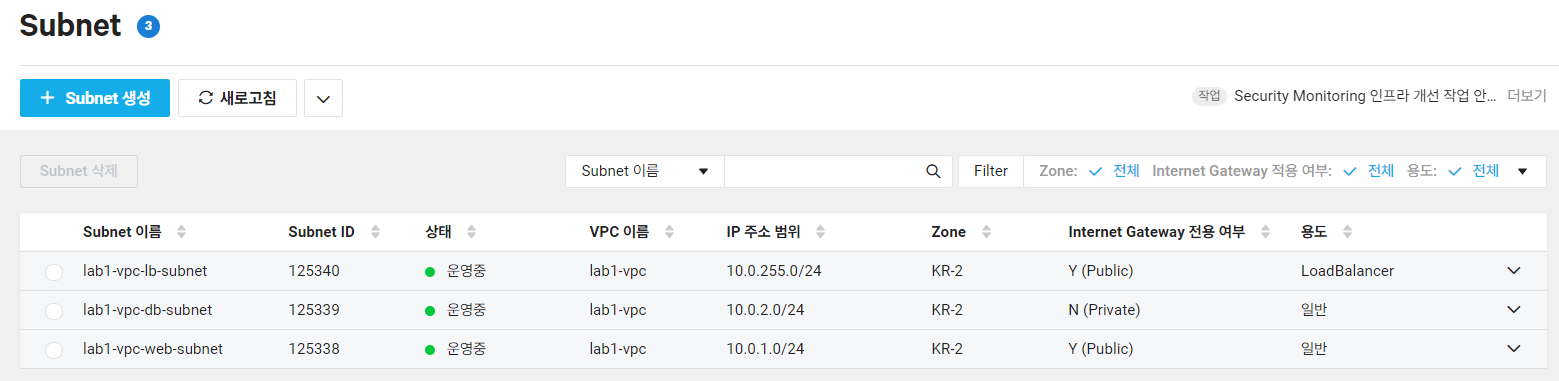 Subnet 3
+ Subnet 생성 새로고침 작업 Security Monitoring 인프라 개선 작업 안... 더보기
Subnet 삭제 Subnet 이름 Filter Zone: 전체 Internet Gateway 적용 여부: 전체 용도: 전체
Subnet 이름 Subnet ID 상태 VPC 이름 IP 주소 범위 Zone Internet Gateway 전용 여부 용도
lab1-vpc-lb-subnet 125340 운영중 lab1-vpc 10.0.255.0/24 KR-2 Y (Public) LoadBalancer
lab1-vpc-db-subnet 125339 운영중 lab1-vpc 10.0.2.0/24 KR-2 N (Private) 일반
lab1-vpc-web-subnet 125338 운영중 lab1-vpc 10.0.1.0/24 KR-2 Y (Public) 일반